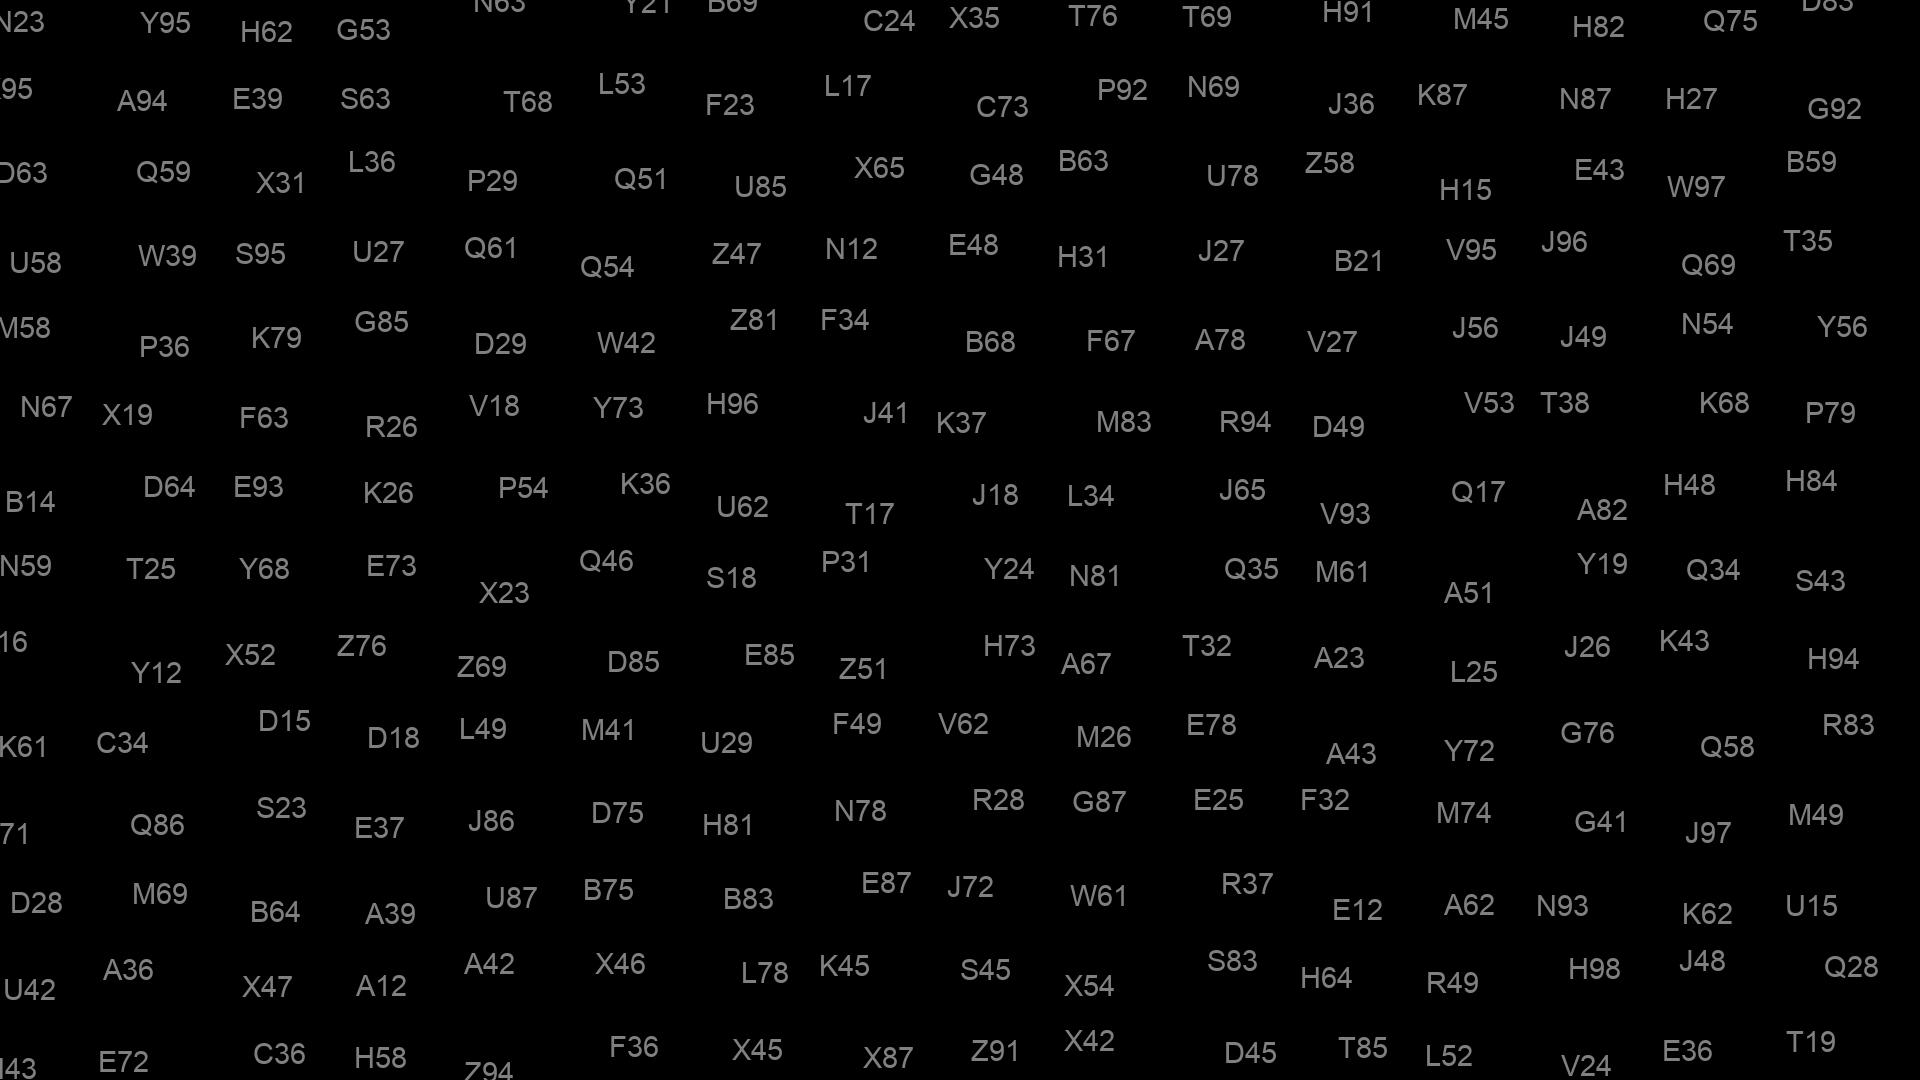 N23 Y95 H62 G53 N63 Y21 B69 C24 X35 T76 T69 H91 M45 H82 Q75 D83
95 A94 E39 S63 T68 L53 F23 L17 C73 P92 N69 J36 K87 N87 H27 G92
D63 Q59 X31 L36 P29 Q51 U85 X65 G48 B63 U78 Z58 H15 E43 W97 B59
U58 W39 S95 U27 Q61 Q54 Z47 N12 E48 H31 J27 B21 V95 J96 Q69 T35
M58 P36 K79 G85 D29 W42 Z81 F34 B68 F67 A78 V27 J56 J49 N54 Y56
N67 X19 F63 R26 V18 Y73 H96 J41 K37 M83 R94 D49 V53 T38 K68 P79
B14 D64 E93 K26 P54 K36 U62 T17 J18 L34 J65 V93 Q17 A82 H48 H84
N59 T25 Y68 E73 X23 Q46 S18 P31 Y24 N81 Q35 M61 A51 Y19 Q34 S43
16 Y12 X52 Z76 Z69 D85 E85 Z51 H73 A67 T32 A23 L25 J26 K43 H94
K61 C34 D15 D18 L49 M41 U29 F49 V62 M26 E78 A43 Y72 G76 Q58 R83
71 Q86 S23 E37 J86 D75 H81 N78 R28 G87 E25 F32 M74 G41 J97 M49
D28 M69 B64 A39 U87 B75 B83 E87 J72 W61 R37 E12 A62 N93 K62 U15
U42 A36 X47 A12 A42 X46 L78 K45 S45 X54 S83 H64 R49 H98 J48 Q28
43 E72 C36 H58 Z94 F36 X45 X87 Z91 X42 D45 T85 L52 V24 E36 T19